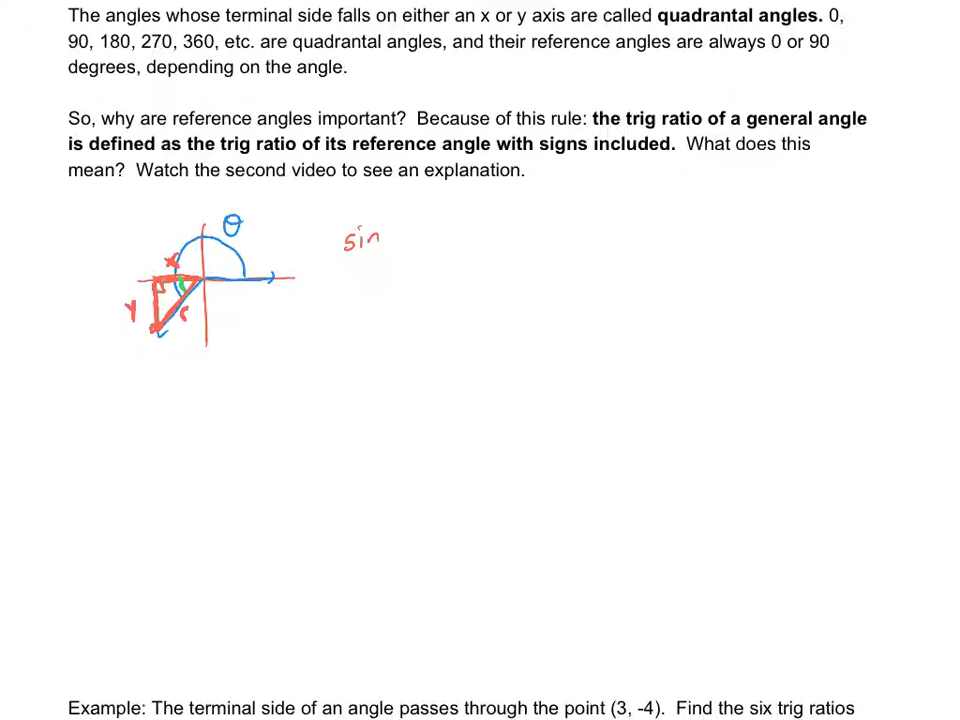 The angles whose terminal side falls on either an x or y axis are called quadrantal angles. 0,
90, 180, 270, 360, etc. are quadrantal angles, and their reference angles are always 0 or 90
degrees, depending on the angle.
So, why are reference angles important? Because of this rule: the trig ratio of a general angle
is defined as the trig ratio of its reference angle with signs included. What does this
mean? Watch the second video to see an explanation.
θ
sin
x
y
r
Example: The terminal side of an angle passes through the point (3, -4). Find the six trig ratios